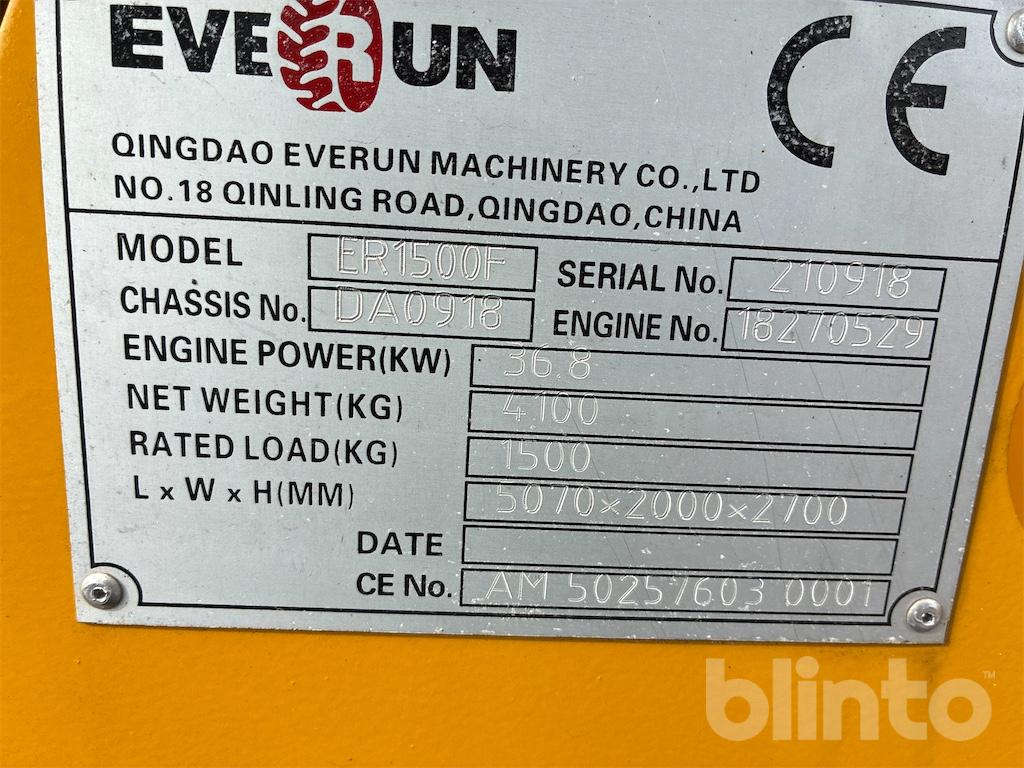 EVERUN CE
QINGDAO EVERUN MACHINERY CO.,LTD
NO.18 QINLING ROAD,QINGDAO,CHINA
MODEL ER1500F SERIAL No. 210918
CHASSIS No. DA0918 ENGINE No. 18270529
ENGINE POWER(KW) 36.8
NET WEIGHT(KG) 4100
RATED LOAD(KG) 1500
L x W x H(MM) 5070×2000×2700
DATE
CE No. AM 50257603 0001
blinto™